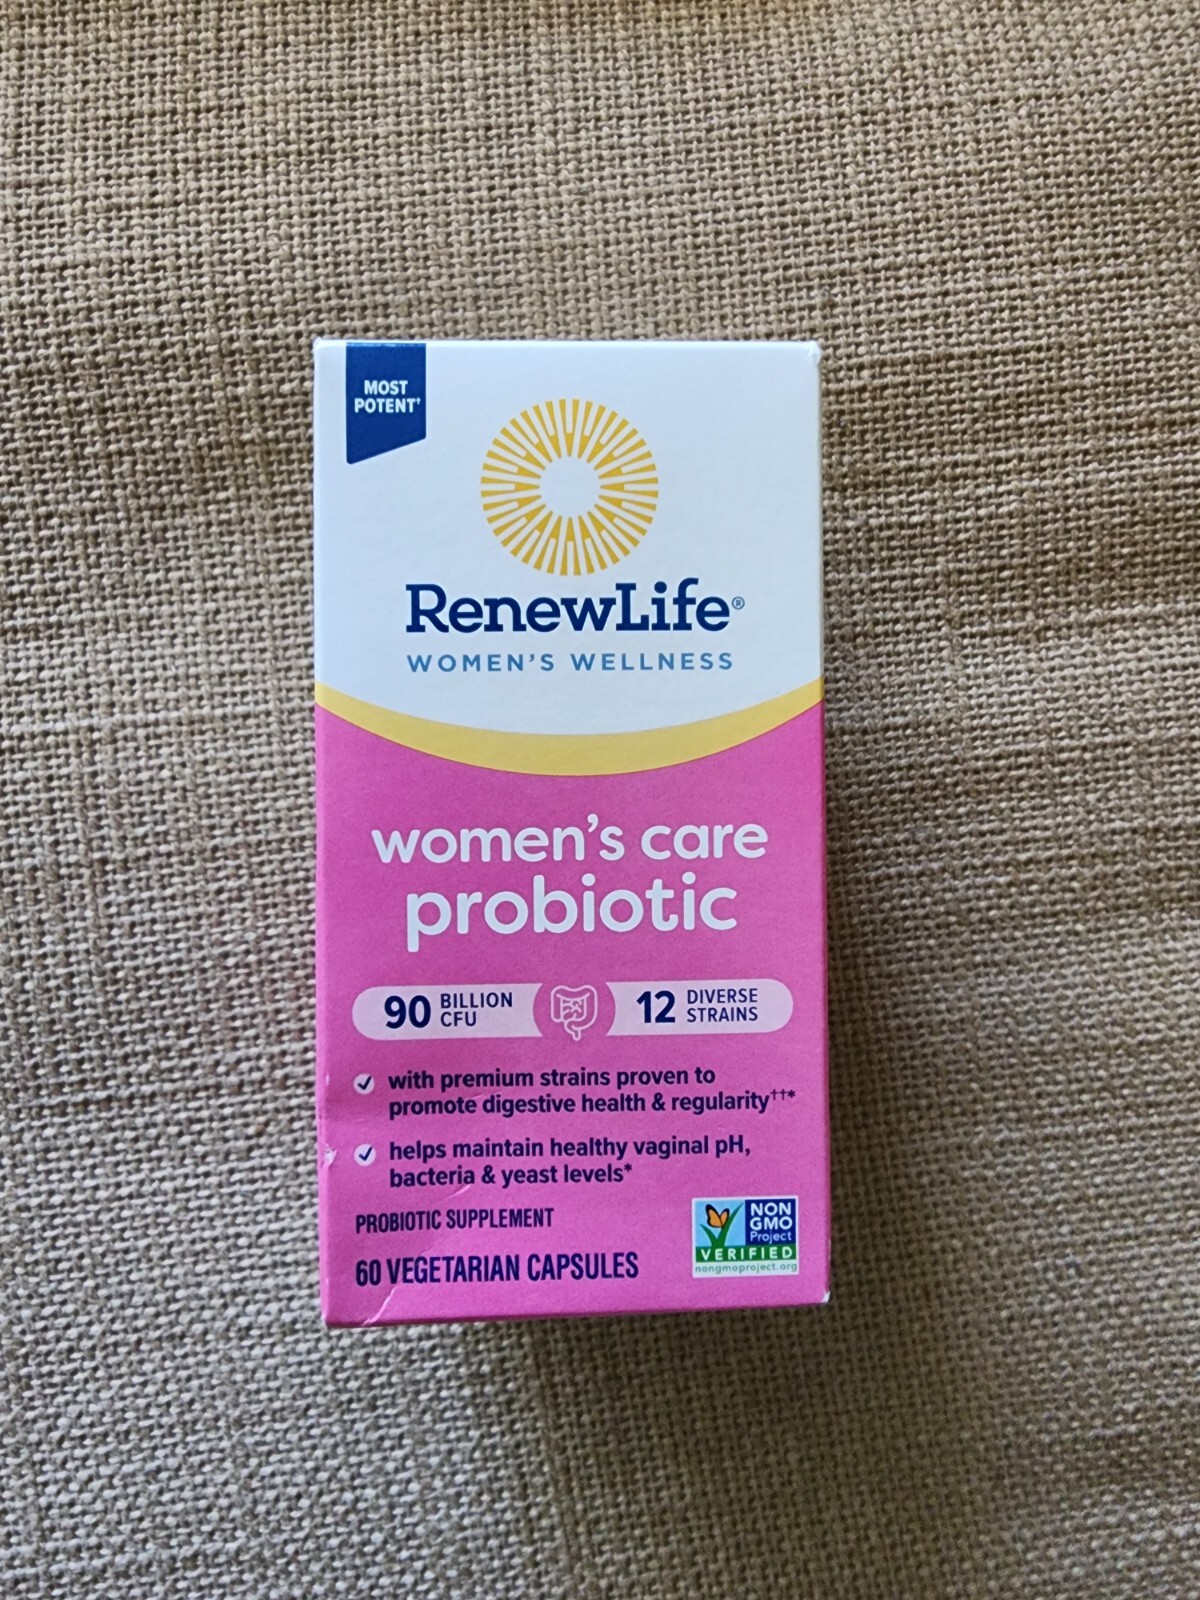 MOST
POTENT†
RenewLife®
WOMEN'S WELLNESS
women's care
probiotic
90 BILLION
CFU
12 DIVERSE
STRAINS
with premium strains proven to
promote digestive health & regularity††*
helps maintain healthy vaginal pH,
bacteria & yeast levels*
PROBIOTIC SUPPLEMENT
60 VEGETARIAN CAPSULES
NON
GMO
Project
VERIFIED
nongmoproject.org